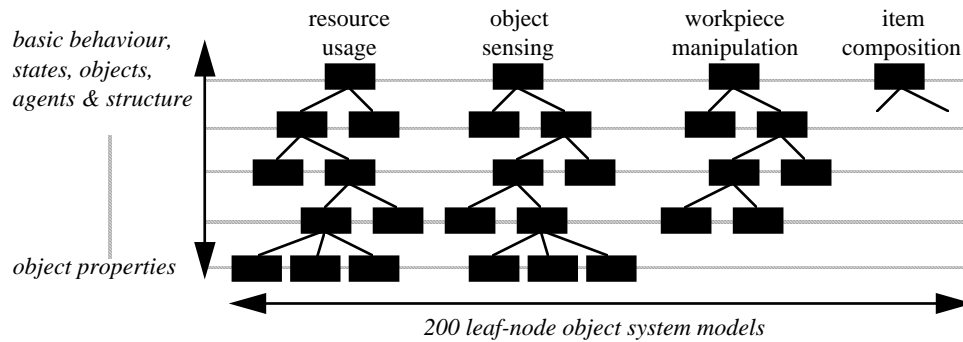 basic behaviour,
states, objects,
agents & structure
resource
usage
object
sensing
workpiece
manipulation
item
composition
object properties
200 leaf-node object system models